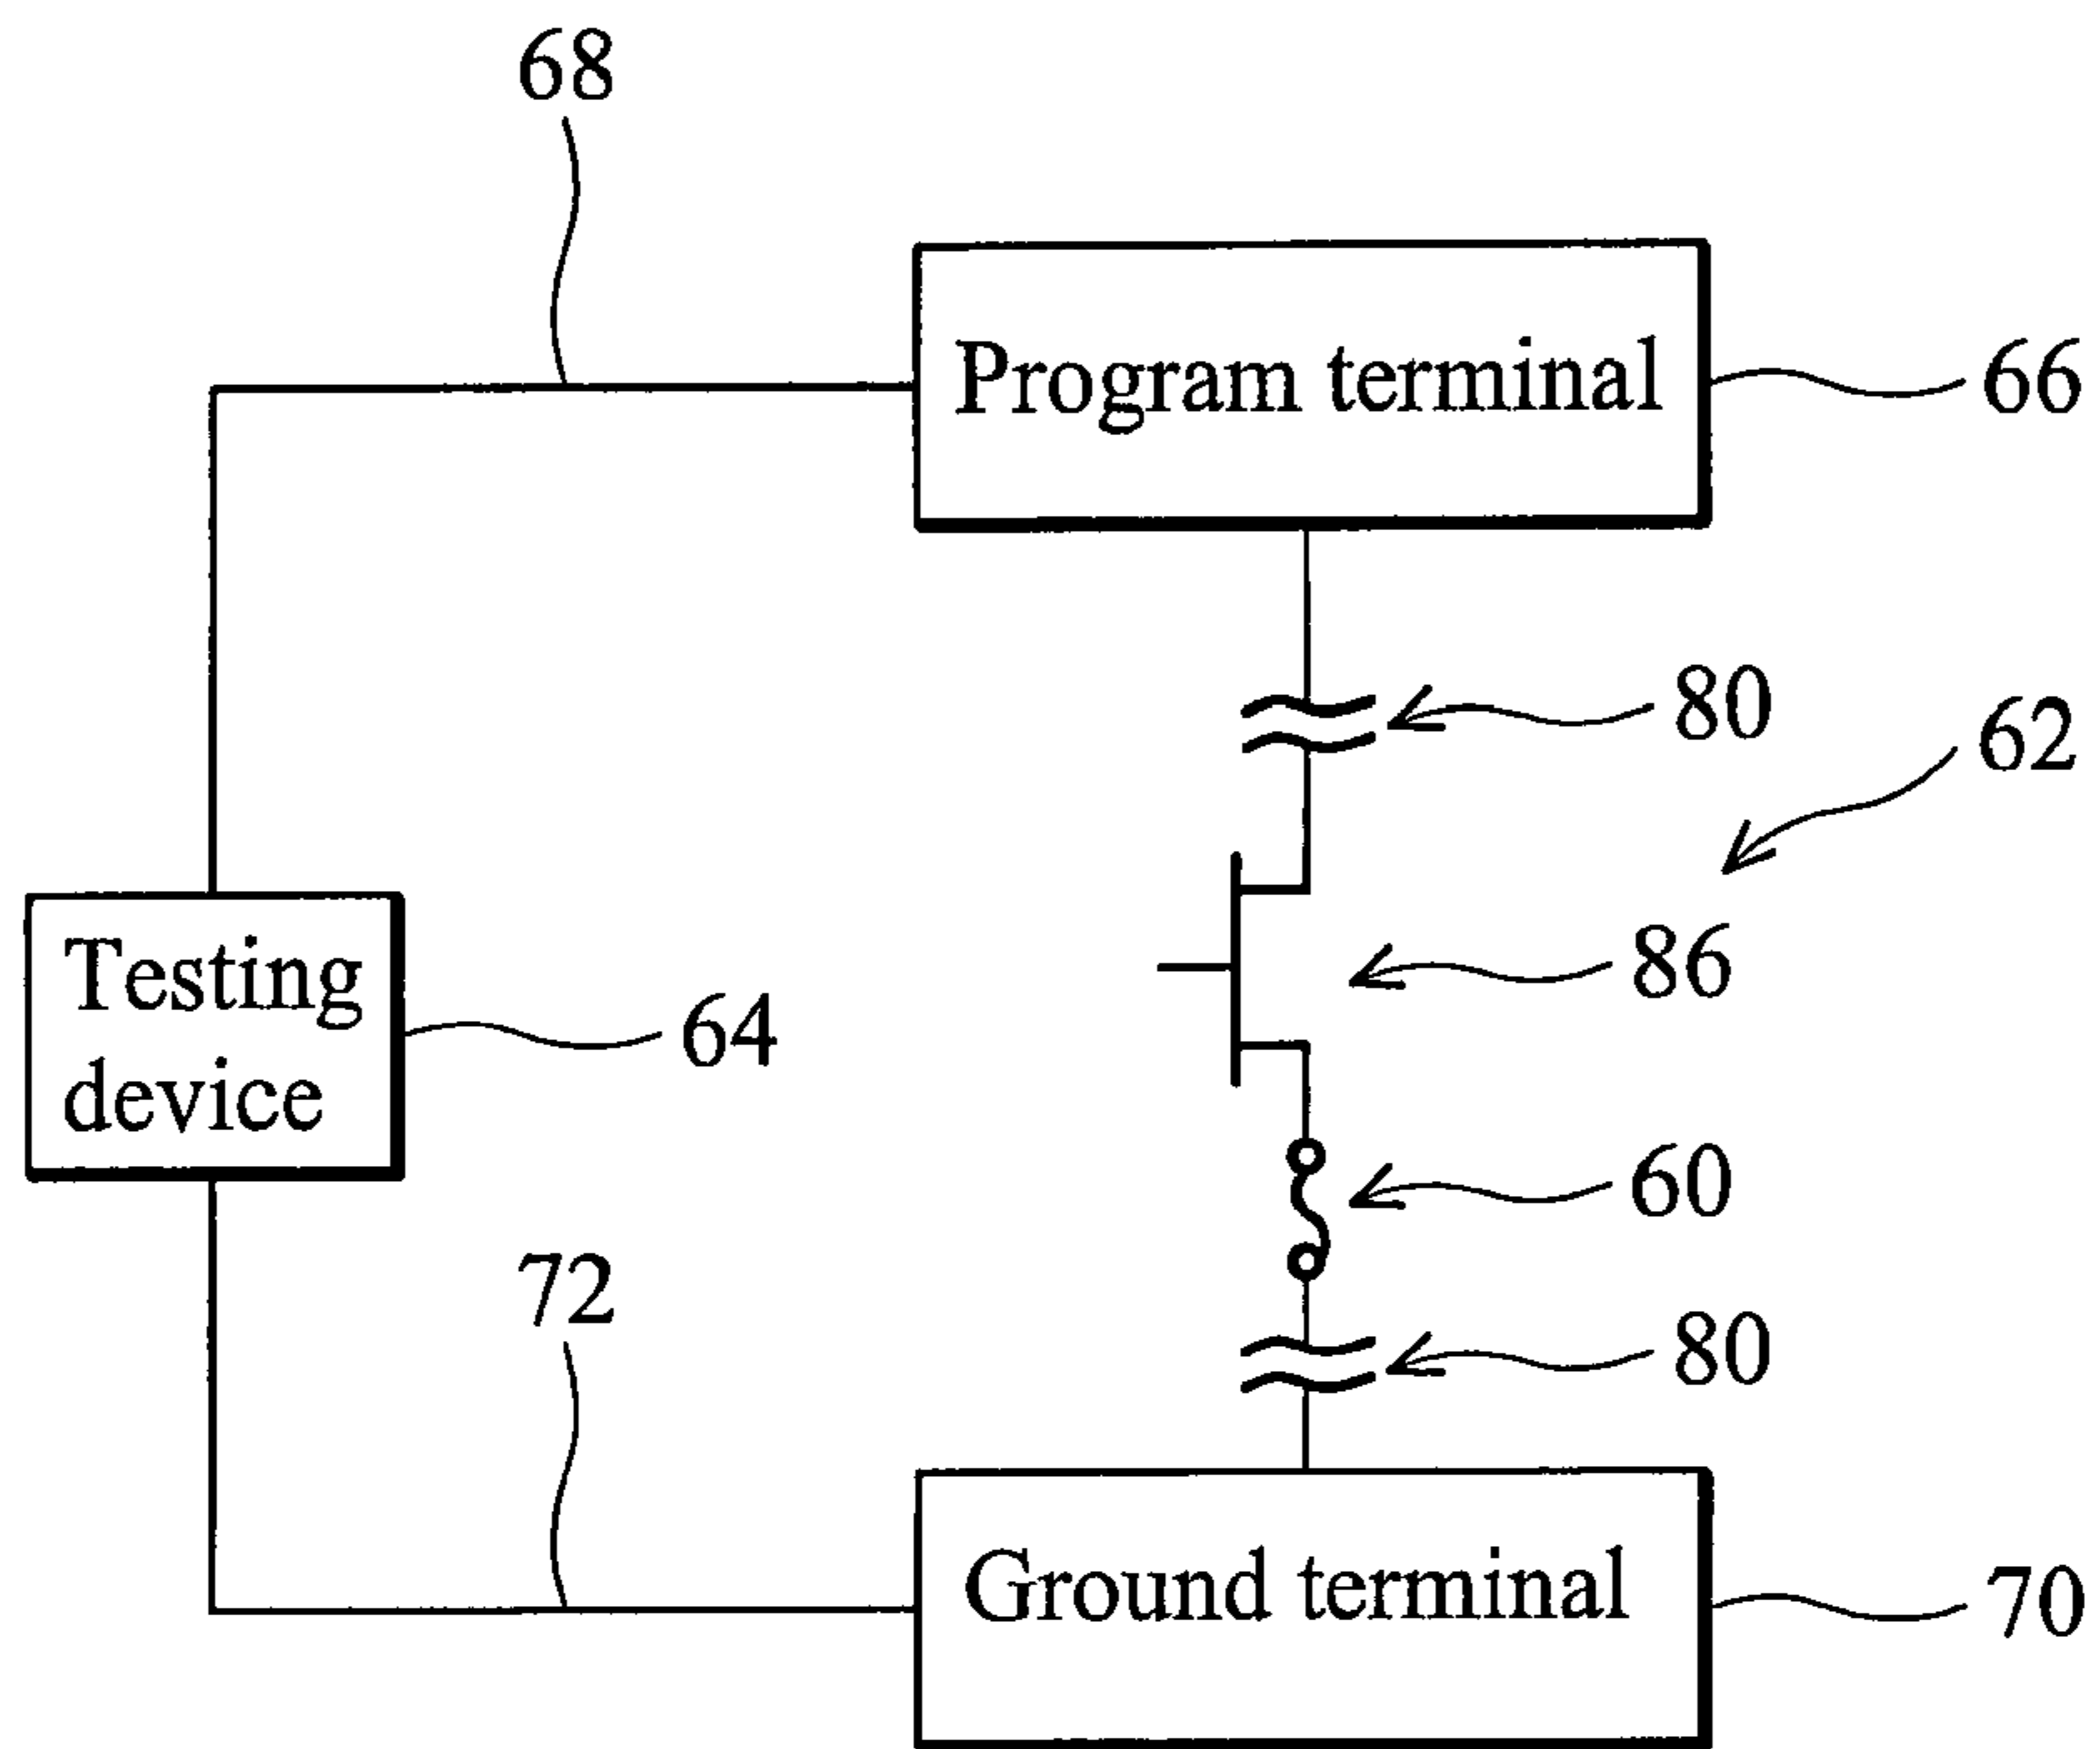 68
Program terminal
66
80
62
Testing
device
64
86
60
72
80
Ground terminal
70